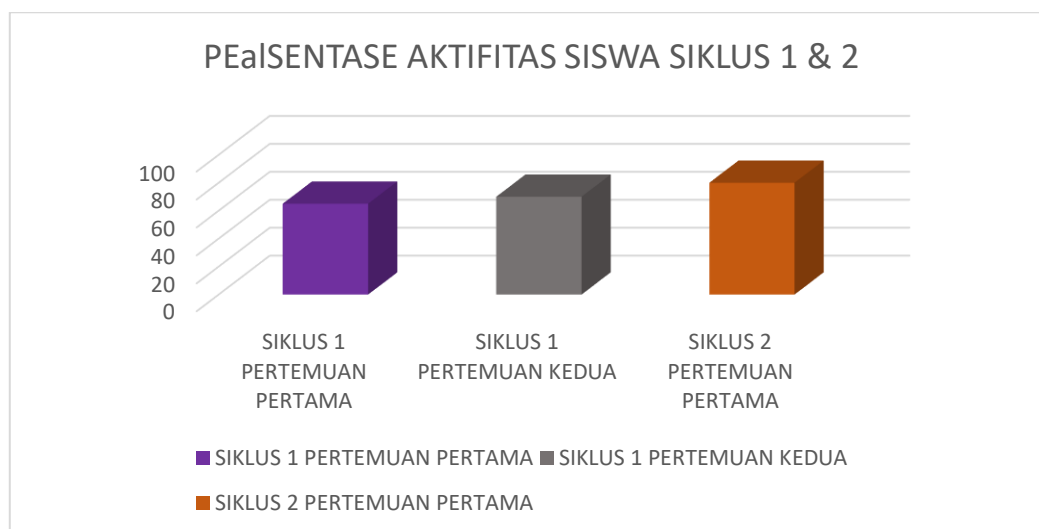 PEalSENTASE AKTIFITAS SISWA SIKLUS 1 & 2
100
80
60
40
20
0
SIKLUS 1
PERTEMUAN
PERTAMA
SIKLUS 1
PERTEMUAN KEDUA
SIKLUS 2
PERTEMUAN
PERTAMA
SIKLUS 1 PERTEMUAN PERTAMA
SIKLUS 1 PERTEMUAN KEDUA
SIKLUS 2 PERTEMUAN PERTAMA